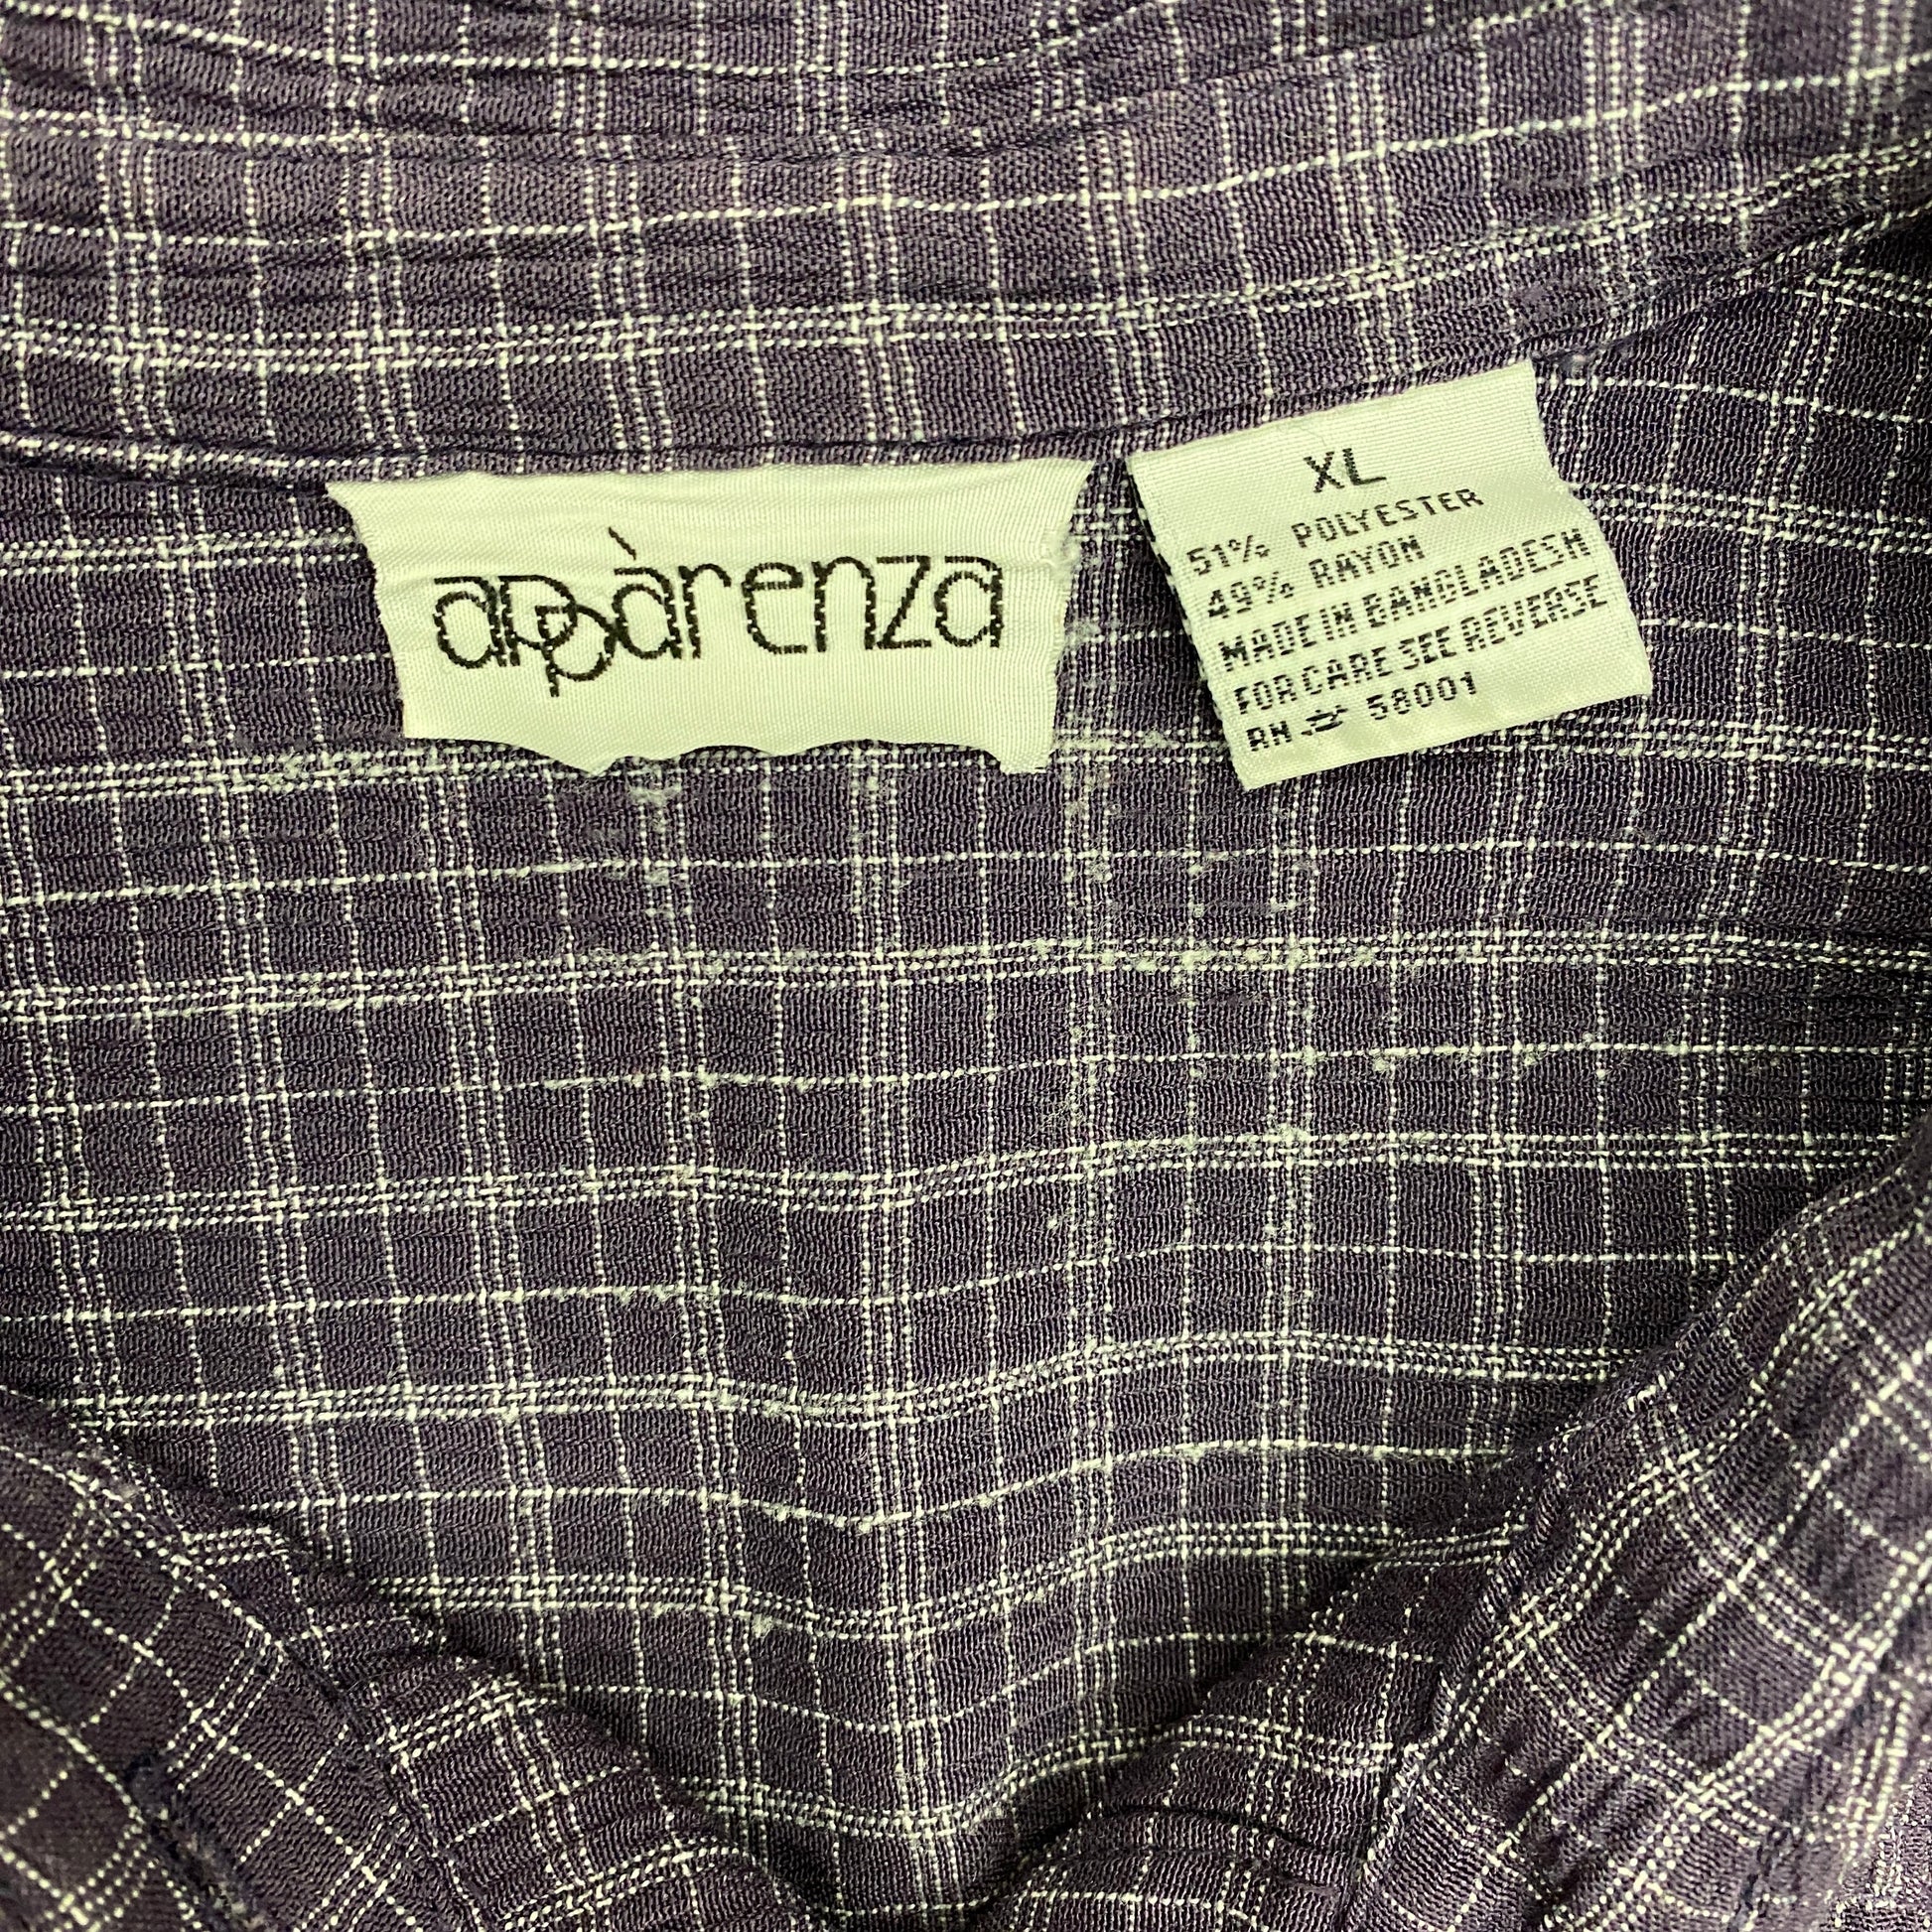 appàrenza
XL
51% POLYESTER
49% RAYON
MADE IN BANGLADESH
FOR CARE SEE REVERSE
RN 58001